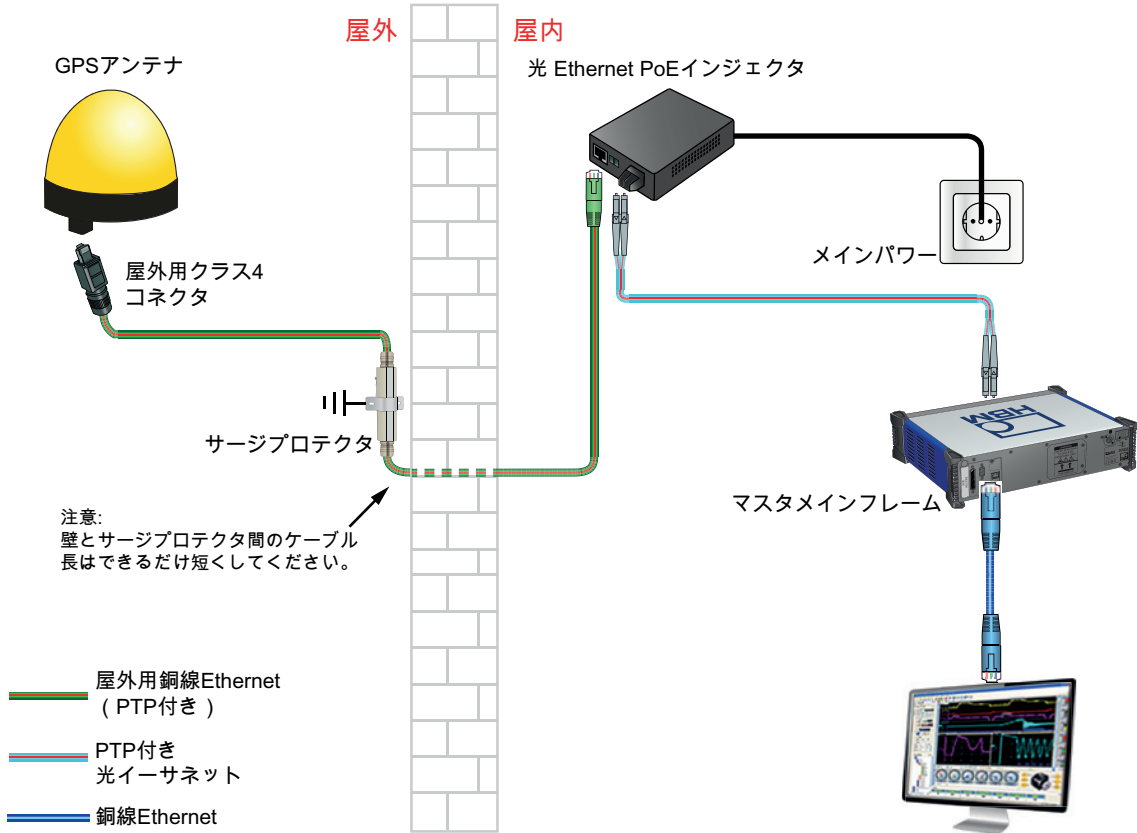 屋外
屋内
GPSアンテナ
光 Ethernet PoEインジェクタ
メインパワー
屋外用クラス4
コネクタ
サージプロテクタ
HBM
マスタメインフレーム
注意:
壁とサージプロテクタ間のケーブル
長はできるだけ短くしてください。
屋外用銅線Ethernet
( PTP付き )
PTP付き
光イーサネット
銅線Ethernet